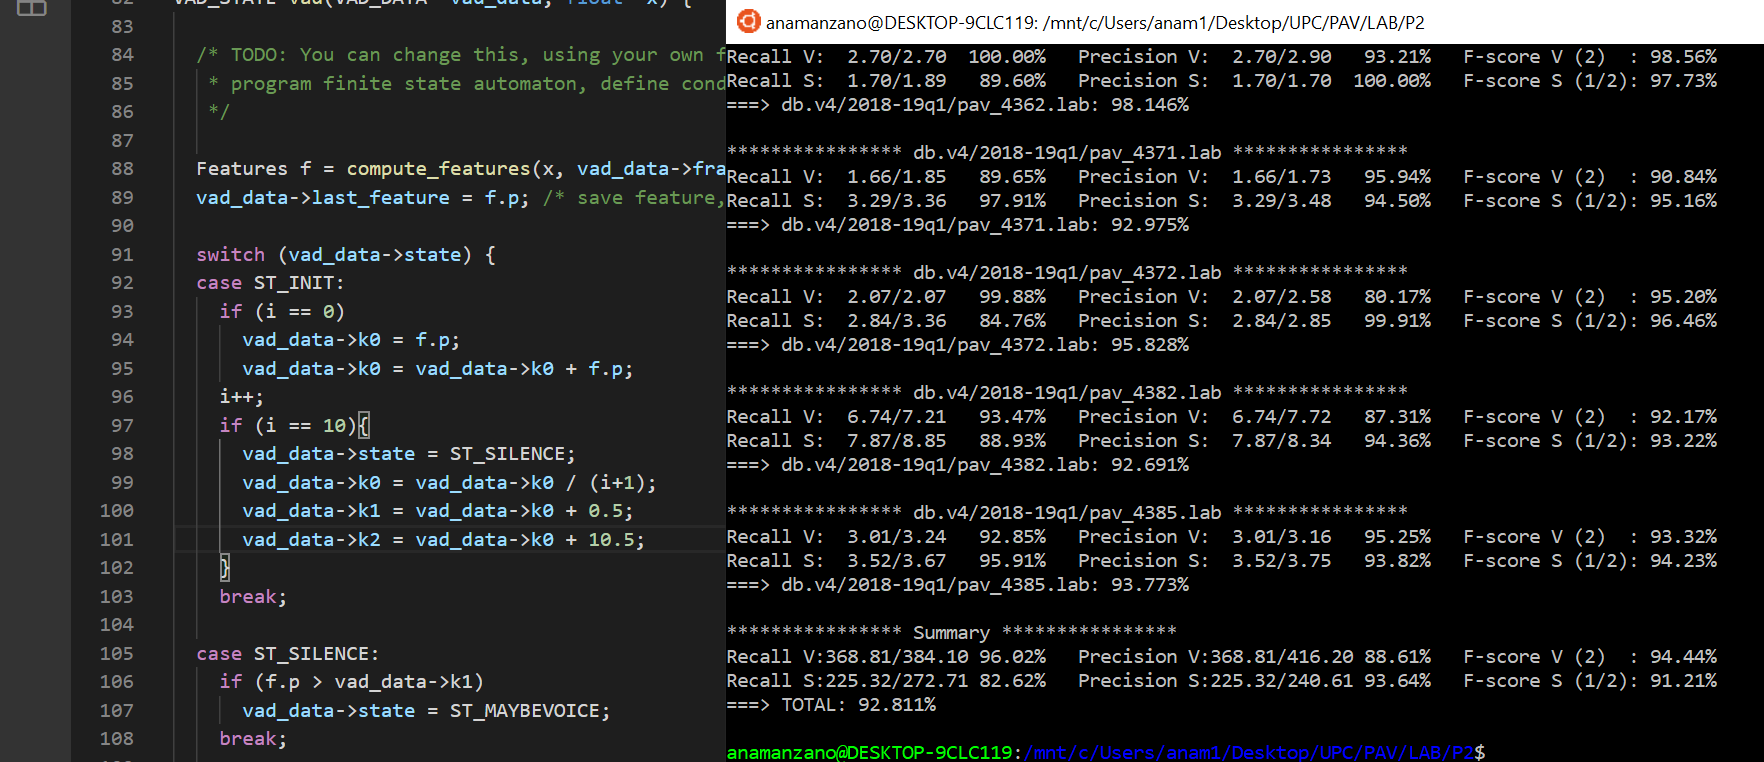 82 VAD_STATE vad(VAD_DATA *vad_data, float *x) {
83
84 /* TODO: You can change this, using your own f
85 * program finite state automaton, define cond
86 */
87
88 Features f = compute_features(x, vad_data->fra
89 vad_data->last_feature = f.p; /* save feature,
90
91 switch (vad_data->state) {
92 case ST_INIT:
93 if (i == 0)
94 vad_data->k0 = f.p;
95 vad_data->k0 = vad_data->k0 + f.p;
96 i++;
97 if (i == 10){
98 vad_data->state = ST_SILENCE;
99 vad_data->k0 = vad_data->k0 / (i+1);
100 vad_data->k1 = vad_data->k0 + 0.5;
101 vad_data->k2 = vad_data->k0 + 10.5;
102 }
103 break;
104
105 case ST_SILENCE:
106 if (f.p > vad_data->k1)
107 vad_data->state = ST_MAYBEVOICE;
108 break;
anamanzano@DESKTOP-9CLC119: /mnt/c/Users/anam1/Desktop/UPC/PAV/LAB/P2
Recall V: 2.70/2.70 100.00% Precision V: 2.70/2.90 93.21% F-score V (2) : 98.56%
Recall S: 1.70/1.89 89.60% Precision S: 1.70/1.70 100.00% F-score S (1/2): 97.73%
===> db.v4/2018-19q1/pav_4362.lab: 98.146%
**************** db.v4/2018-19q1/pav_4371.lab ****************
Recall V: 1.66/1.85 89.65% Precision V: 1.66/1.73 95.94% F-score V (2) : 90.84%
Recall S: 3.29/3.36 97.91% Precision S: 3.29/3.48 94.50% F-score S (1/2): 95.16%
===> db.v4/2018-19q1/pav_4371.lab: 92.975%
**************** db.v4/2018-19q1/pav_4372.lab ****************
Recall V: 2.07/2.07 99.88% Precision V: 2.07/2.58 80.17% F-score V (2) : 95.20%
Recall S: 2.84/3.36 84.76% Precision S: 2.84/2.85 99.91% F-score S (1/2): 96.46%
===> db.v4/2018-19q1/pav_4372.lab: 95.828%
**************** db.v4/2018-19q1/pav_4382.lab ****************
Recall V: 6.74/7.21 93.47% Precision V: 6.74/7.72 87.31% F-score V (2) : 92.17%
Recall S: 7.87/8.85 88.93% Precision S: 7.87/8.34 94.36% F-score S (1/2): 93.22%
===> db.v4/2018-19q1/pav_4382.lab: 92.691%
**************** db.v4/2018-19q1/pav_4385.lab ****************
Recall V: 3.01/3.24 92.85% Precision V: 3.01/3.16 95.25% F-score V (2) : 93.32%
Recall S: 3.52/3.67 95.91% Precision S: 3.52/3.75 93.82% F-score S (1/2): 94.23%
===> db.v4/2018-19q1/pav_4385.lab: 93.773%
**************** Summary ****************
Recall V:368.81/384.10 96.02% Precision V:368.81/416.20 88.61% F-score V (2) : 94.44%
Recall S:225.32/272.71 82.62% Precision S:225.32/240.61 93.64% F-score S (1/2): 91.21%
===> TOTAL: 92.811%
anamanzano@DESKTOP-9CLC119:/mnt/c/Users/anam1/Desktop/UPC/PAV/LAB/P2$